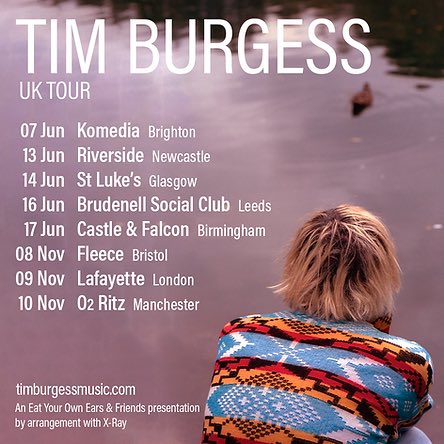 TIM BURGESS
UK TOUR
07 Jun Komedia Brighton
13 Jun Riverside Newcastle
14 Jun St Luke's Glasgow
16 Jun Brudenell Social Club Leeds
17 Jun Castle & Falcon Birmingham
08 Nov Fleece Bristol
09 Nov Lafayette London
10 Nov O2 Ritz Manchester
timburgessmusic.com
An Eat Your Own Ears & Friends presentation
by arrangement with X-Ray